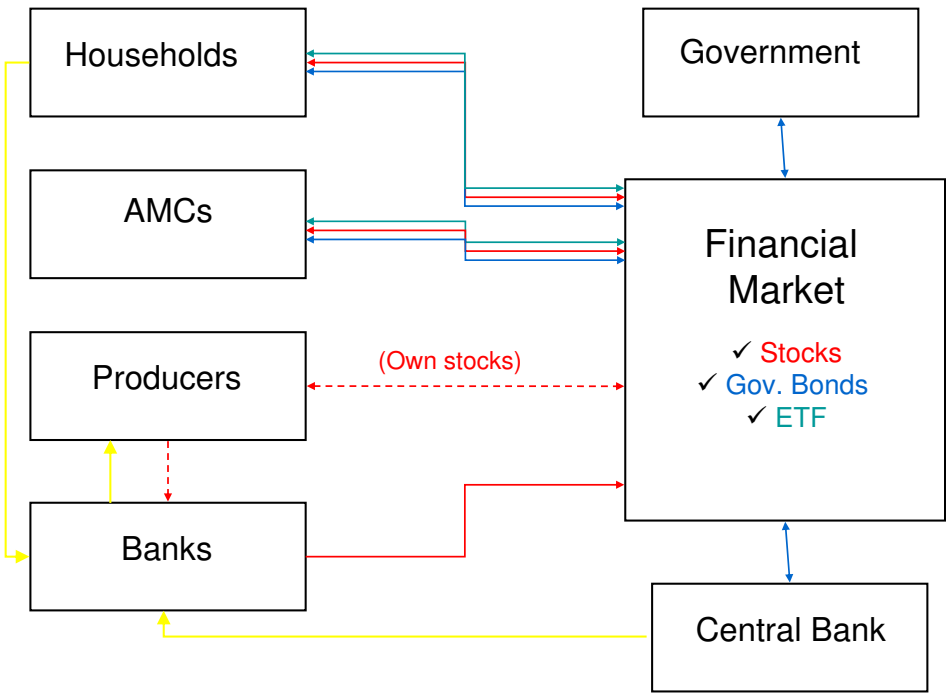 Households
Government
AMCs
Financial
Market
✓ Stocks
✓ Gov. Bonds
✓ ETF
(Own stocks)
Producers
Banks
Central Bank